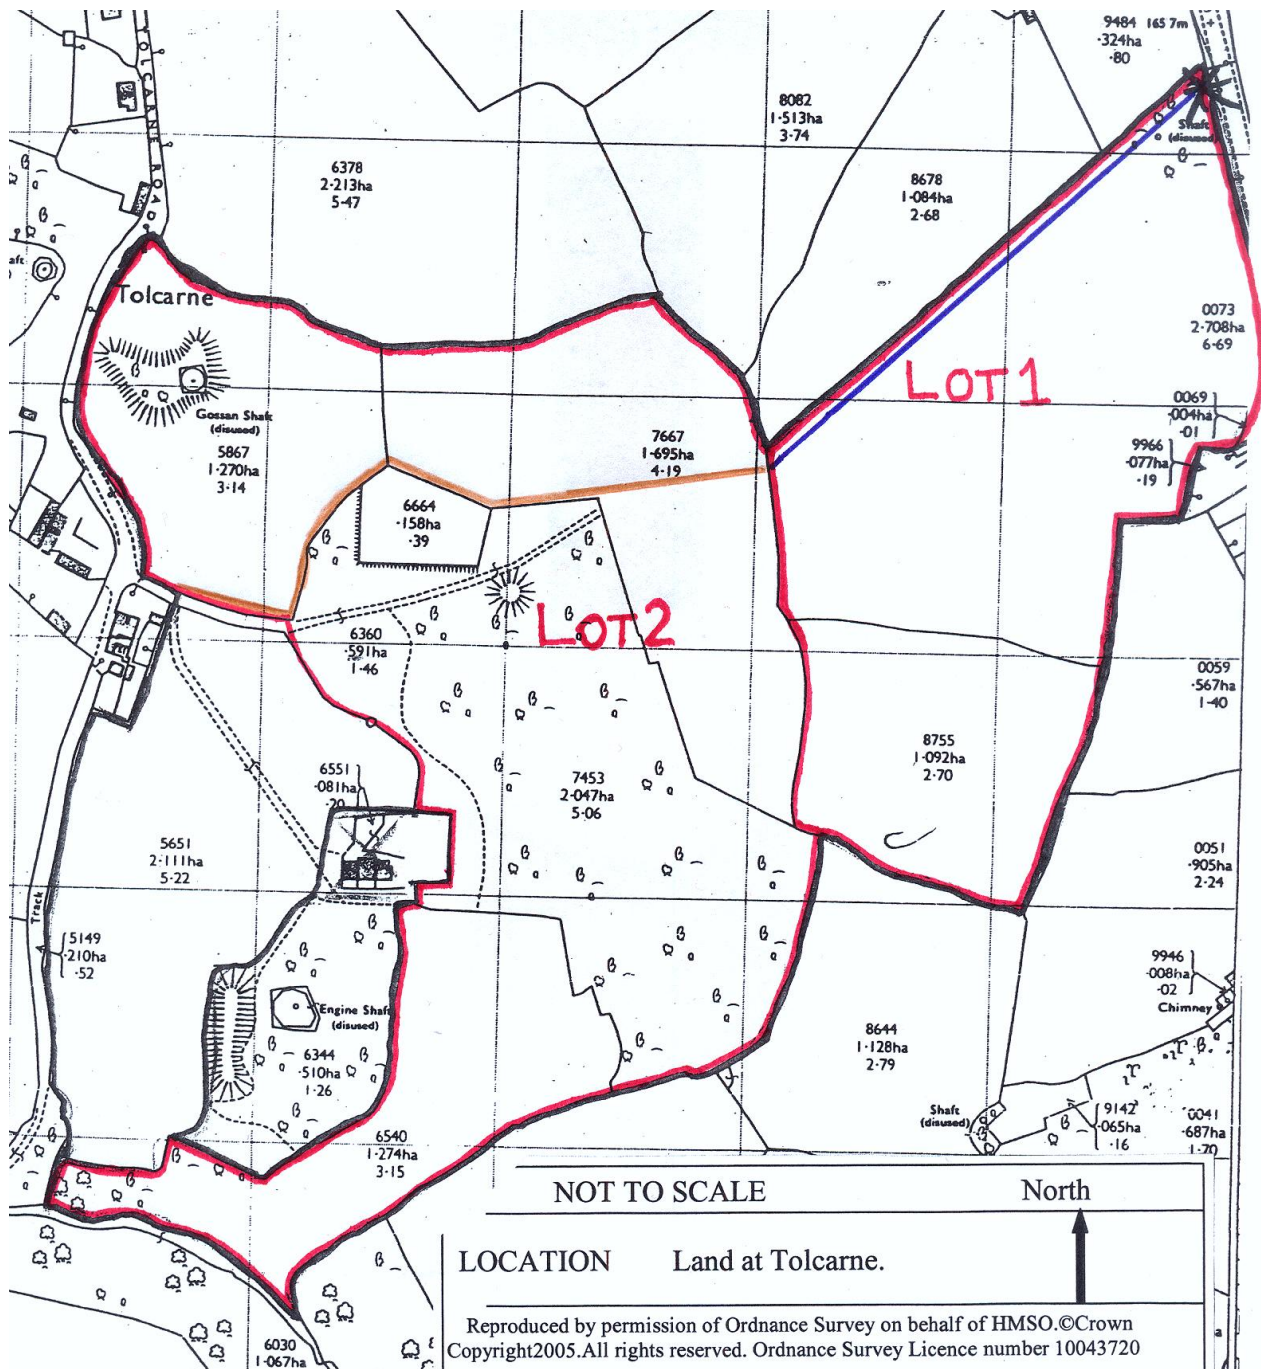 9484 165 7m
·324ha
·80
OLCARNE ROAD
8082
1·513ha
3·74
Shaft
(disused)
6378
2·213ha
5·47
8678
1·084ha
2·68
aft
Tolcarne
0073
2·708ha
6·69
LOT 1
0069
·004ha
·01
Gossan Shaft
(disused)
5867
1·270ha
3·14
7667
1·695ha
4·19
9966
·077ha
·19
6664
·158ha
·39
LOT 2
6360
·591ha
1·46
0059
·567ha
1·40
8755
1·092ha
2·70
6551
·081ha
·20
7453
2·047ha
5·06
5651
2·111ha
5·22
0051
·905ha
2·24
Track
5149
·210ha
·52
9946
·008ha
·02
Chimney
Engine Shaft
(disused)
6344
·510ha
1·26
8644
1·128ha
2·79
Shaft
(disused)
9142
·065ha
·16
0041
·687ha
1·70
6540
1·274ha
3·15
NOT TO SCALE
North
LOCATION Land at Tolcarne.
Reproduced by permission of Ordnance Survey on behalf of HMSO.©Crown
Copyright2005.All rights reserved. Ordnance Survey Licence number 10043720
6030
1·067ha